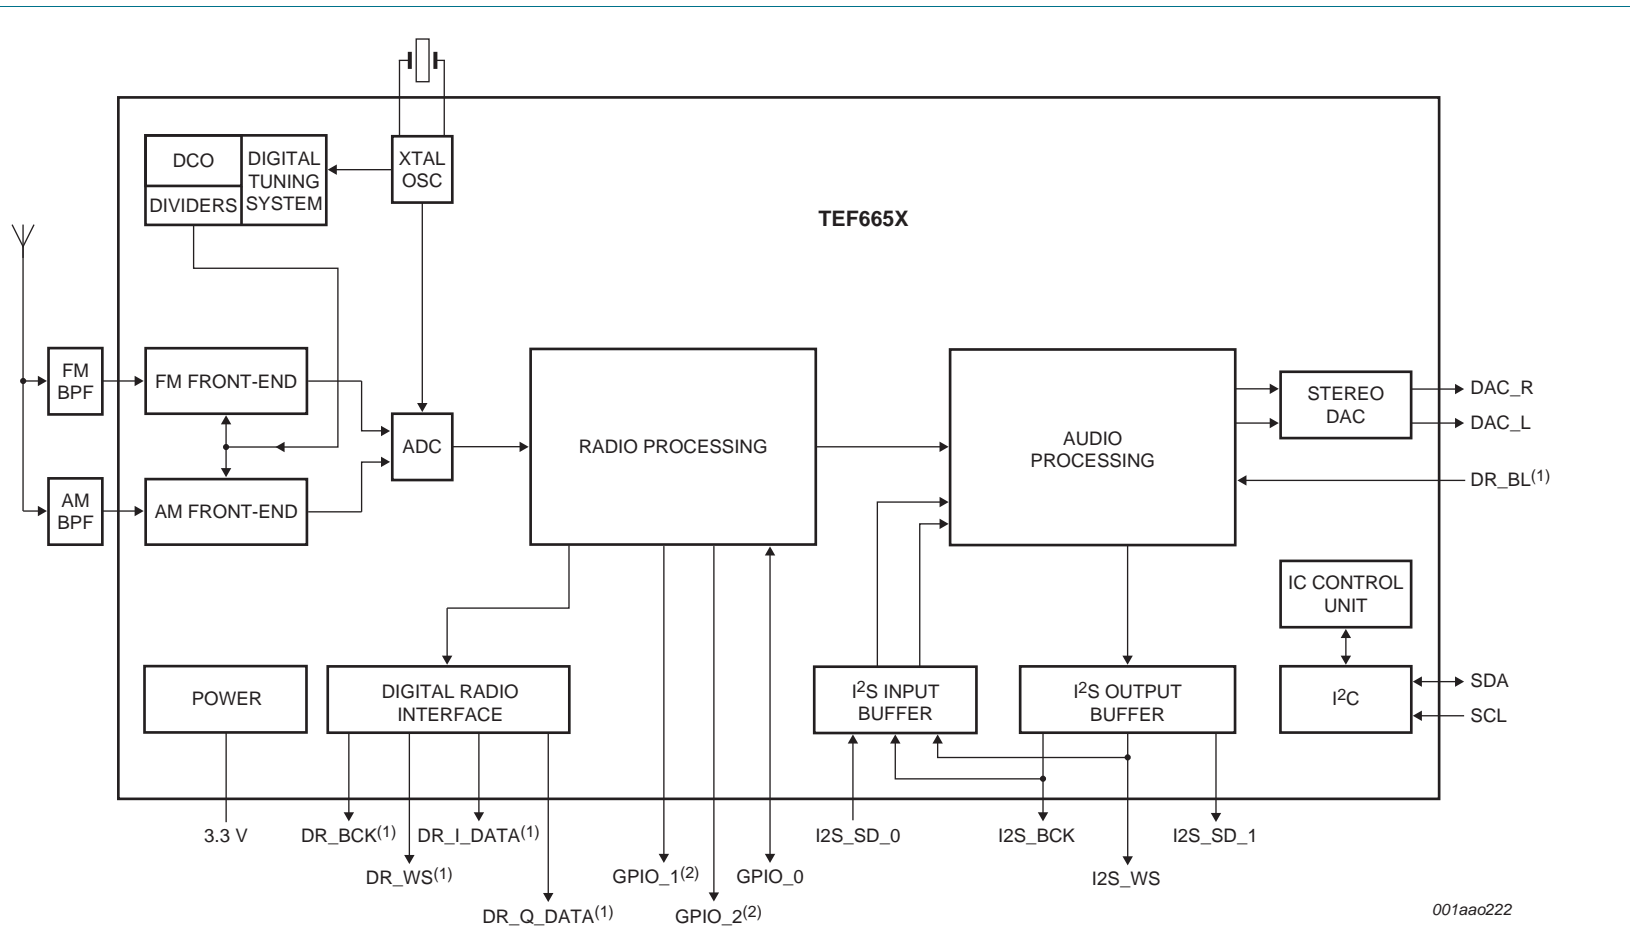 DCO
DIVIDERS
DIGITAL
TUNING
SYSTEM
XTAL
OSC
TEF665X
FM
BPF
FM FRONT-END
AM
BPF
AM FRONT-END
ADC
RADIO PROCESSING
AUDIO
PROCESSING
STEREO
DAC
DAC_R
DAC_L
DR_BL(1)
IC CONTROL
UNIT
I2C
SDA
SCL
POWER
DIGITAL RADIO
INTERFACE
I2S INPUT
BUFFER
I2S OUTPUT
BUFFER
3.3 V
DR_BCK(1)
DR_I_DATA(1)
I2S_SD_0
I2S_BCK
I2S_SD_1
DR_WS(1)
GPIO_1(2)
GPIO_0
I2S_WS
DR_Q_DATA(1)
GPIO_2(2)
001aao222